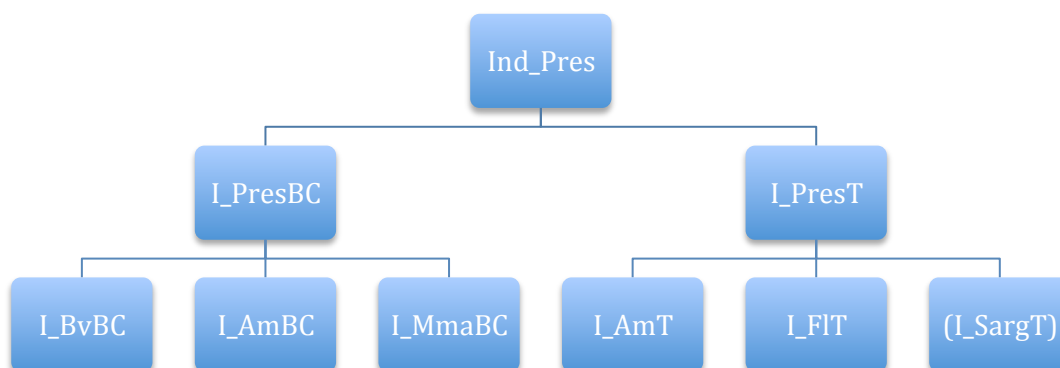 Ind_Pres
I_PresBC
I_PresT
I_BvBC
I_AmBC
I_MmaBC
I_AmT
I_FlT
(I_SargT)